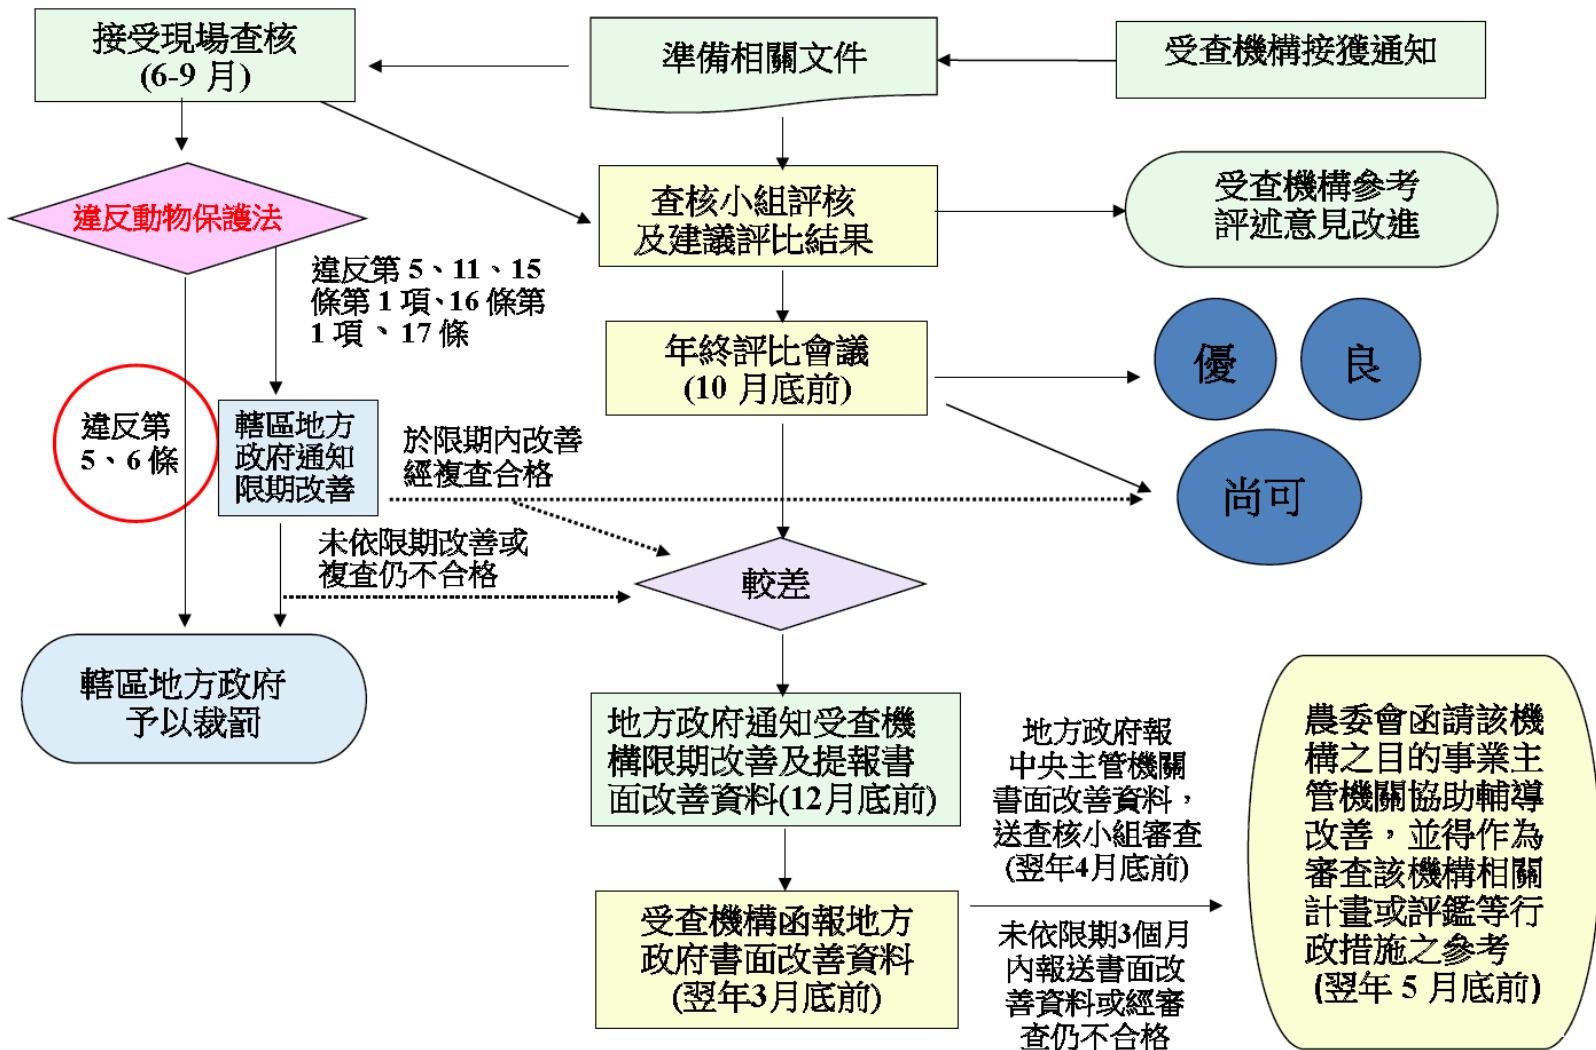 接受現場查核
(6-9 月)
準備相關文件
受查機構接獲通知
違反動物保護法
查核小組評核
及建議評比結果
受查機構參考
評述意見改進
違反第 5、11、15
條第 1 項、16 條第
1 項、17 條
年終評比會議
(10 月底前)
優
良
違反第
5、6 條
轄區地方
政府通知
限期改善
於限期內改善
經複查合格
尚可
未依限期改善或
複查仍不合格
較差
轄區地方政府
予以裁罰
地方政府通知受查機
構限期改善及提報書
面改善資料(12月底前)
地方政府報
中央主管機關
書面改善資料，
送查核小組審查
(翌年4月底前)
農委會函請該機
構之目的事業主
管機關協助輔導
改善，並得作為
審查該機構相關
計畫或評鑑等行
政措施之參考
(翌年 5 月底前)
受查機構函報地方
政府書面改善資料
(翌年3月底前)
未依限期3個月
內報送書面改
善資料或經審
查仍不合格